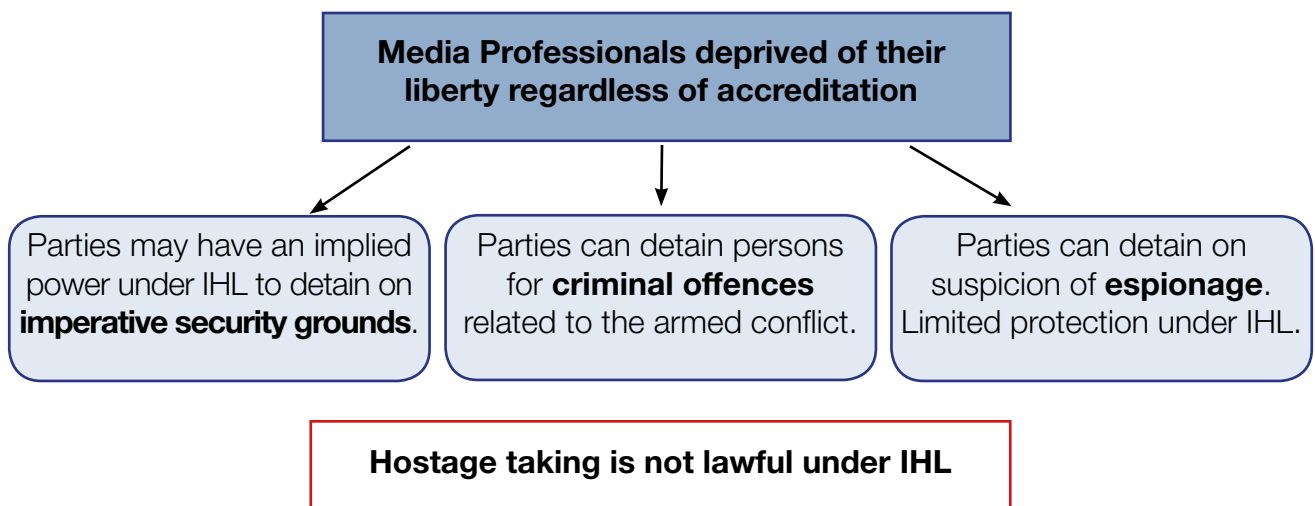 Media Professionals deprived of their
liberty regardless of accreditation
Parties may have an implied
power under IHL to detain on
imperative security grounds.
Parties can detain persons
for criminal offences
related to the armed conflict.
Parties can detain on
suspicion of espionage.
Limited protection under IHL.
Hostage taking is not lawful under IHL